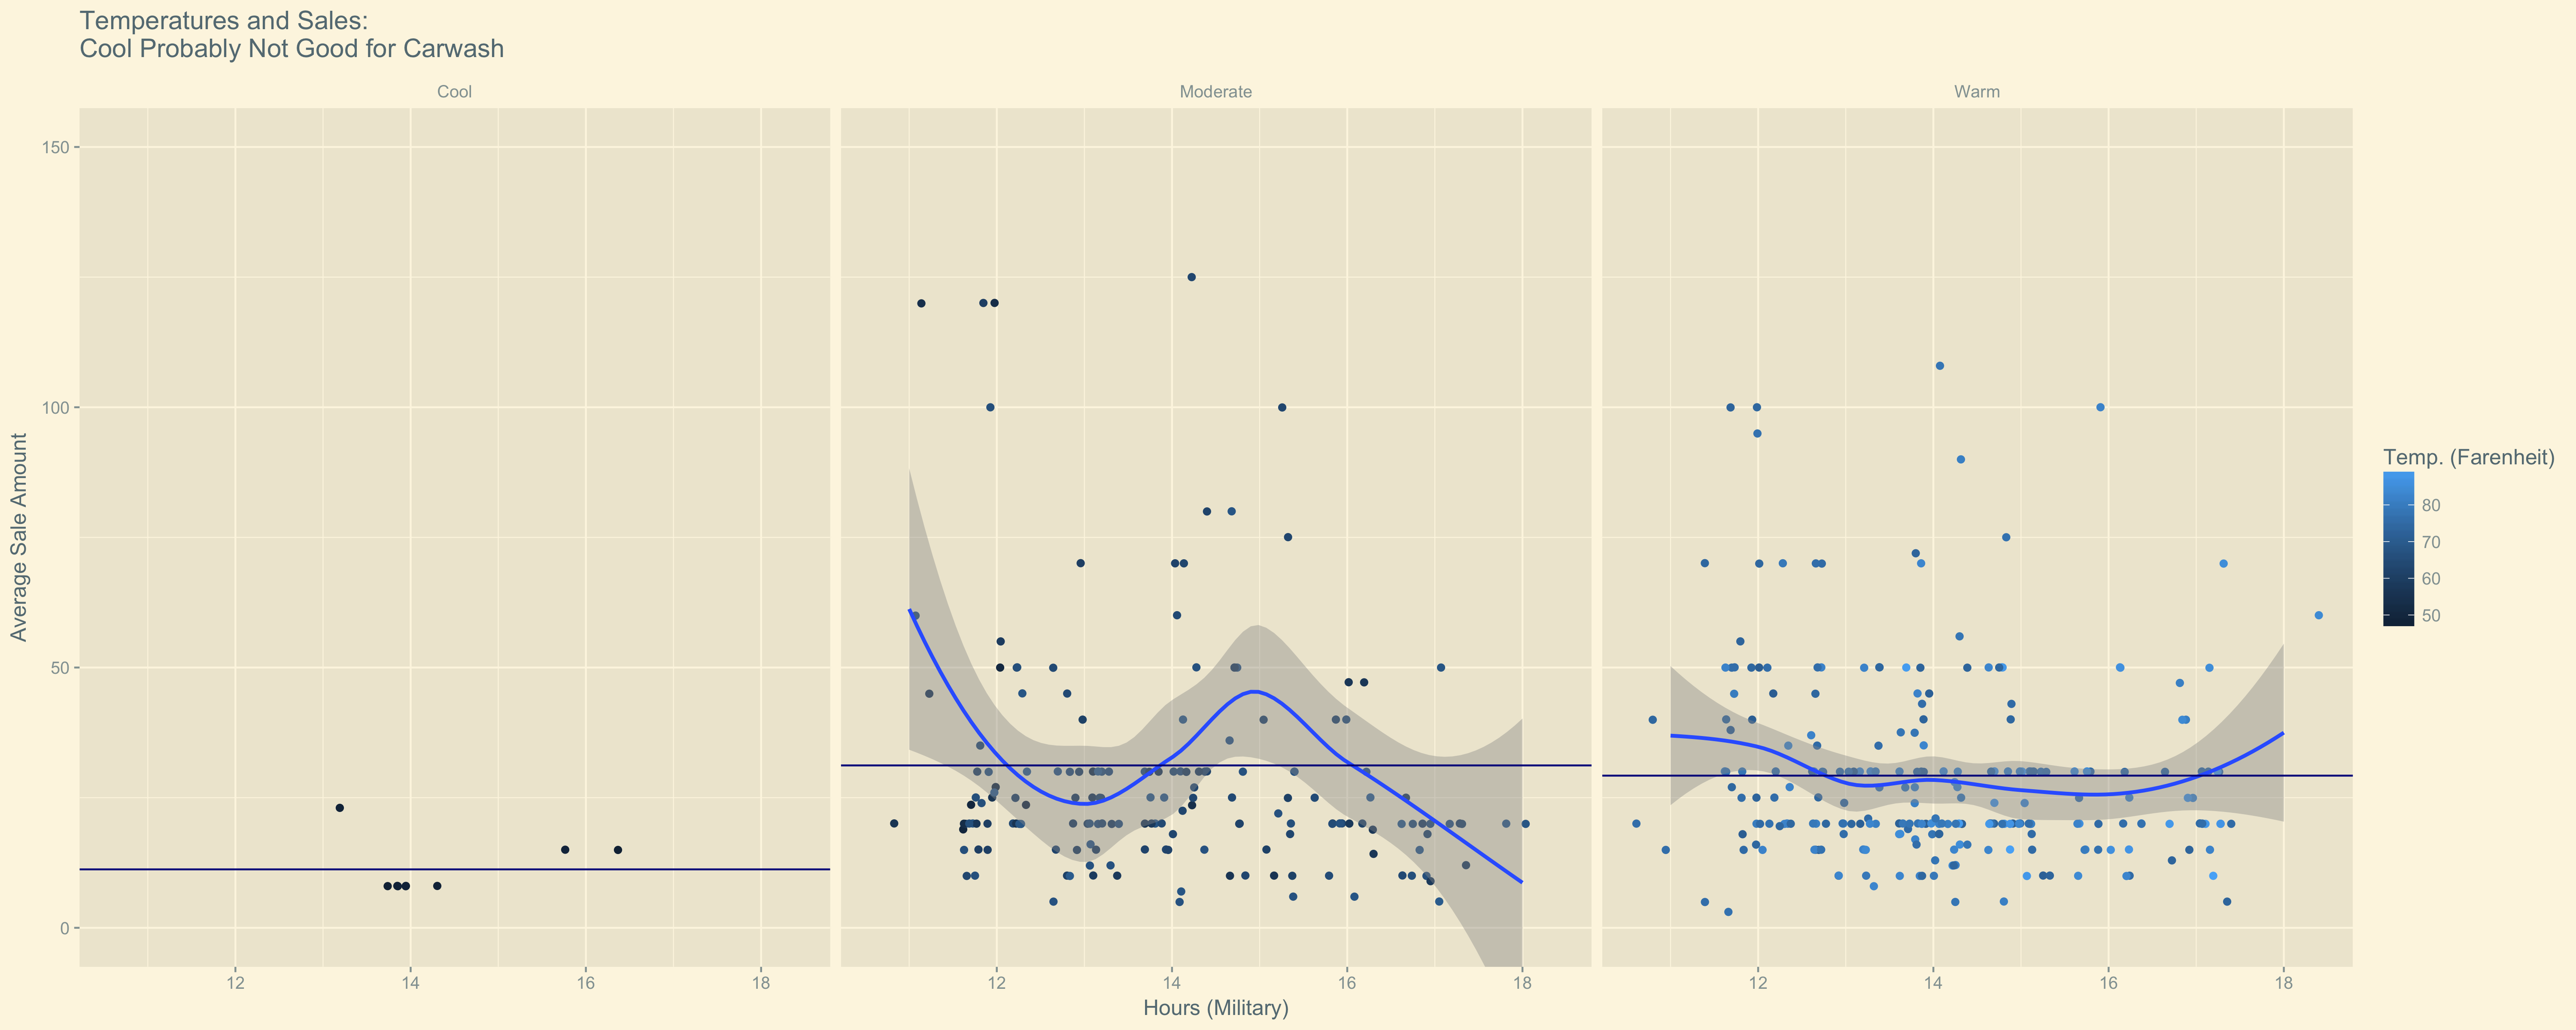 Temperatures and Sales:
Cool Probably Not Good for Carwash
Cool
Moderate
Warm
150
100
50
0
Average Sale Amount
12 14 16 18
12 14 16 18
12 14 16 18
Hours (Military)
Temp. (Farenheit)
80
70
60
50